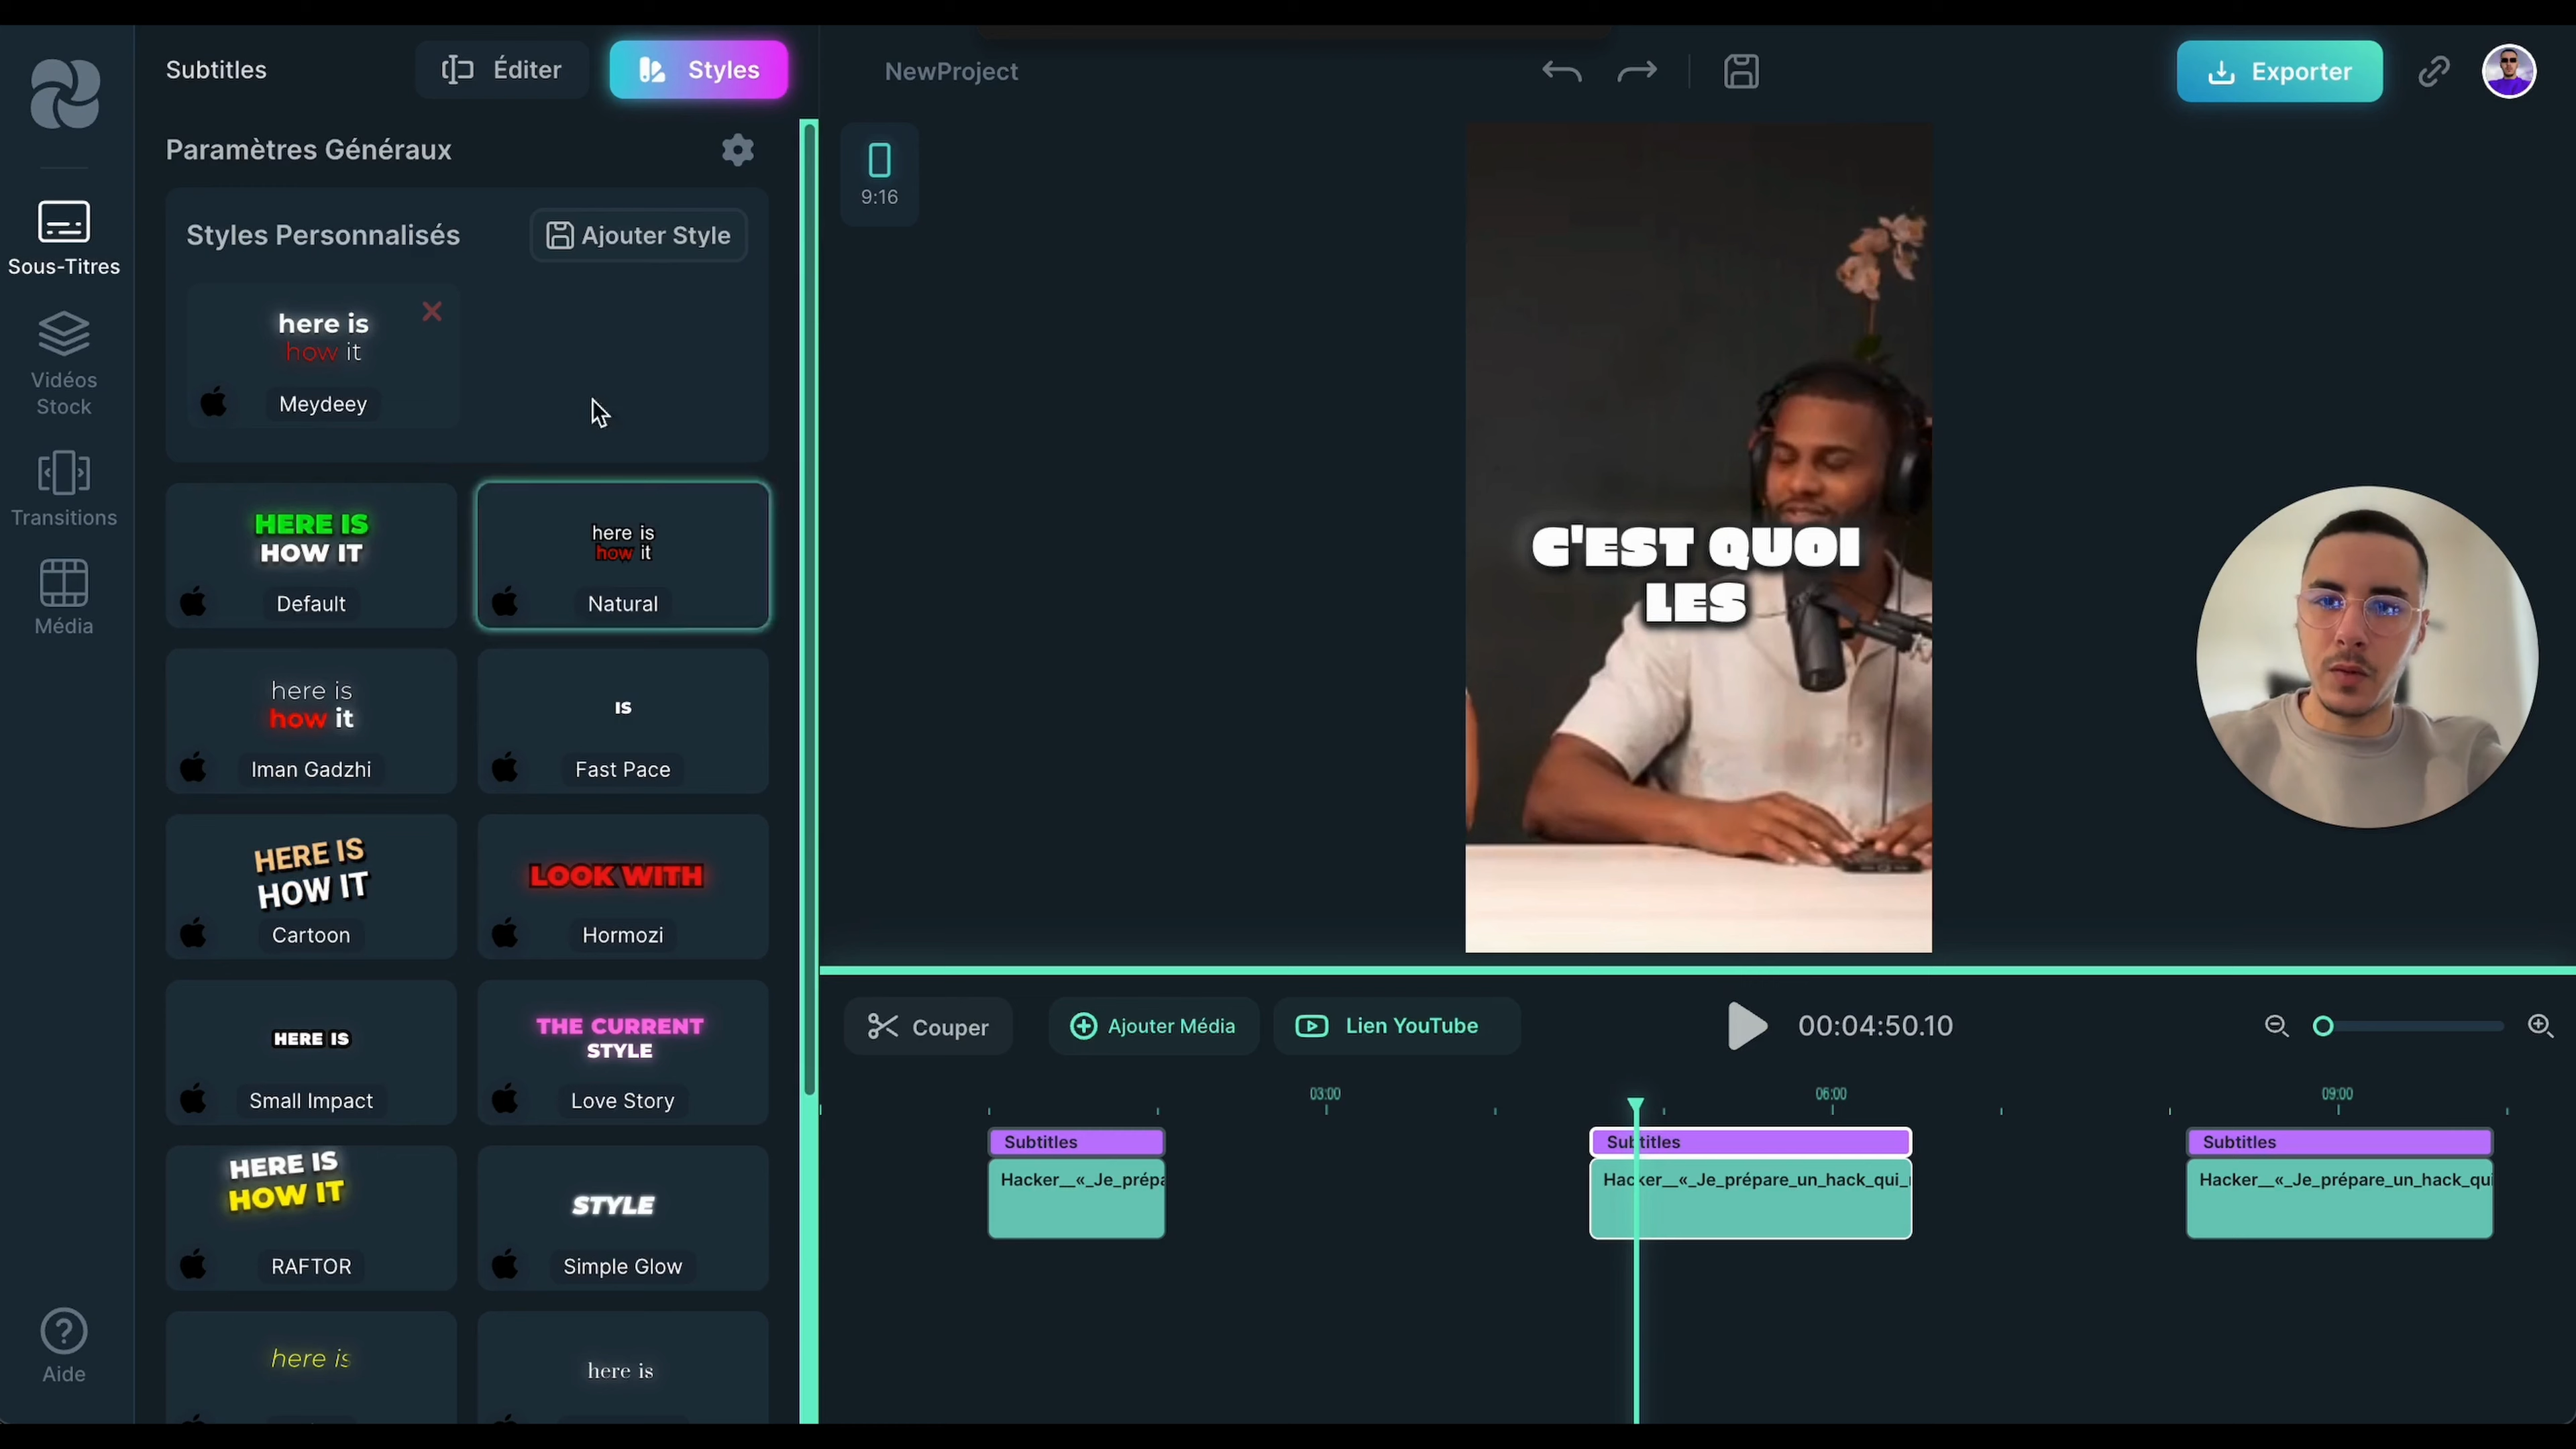 Subtitles
Éditer
Styles
NewProject
Exporter
Paramètres Généraux
9:16
Styles Personnalisés
Ajouter Style
Sous-Titres
Vidéos
Stock
Transitions
Média
Aide
here is
how it
Meydeey
HERE IS
HOW IT
Default
here is
how it
Natural
here is
how it
Iman Gadzhi
IS
Fast Pace
HERE IS
HOW IT
Cartoon
LOOK WITH
Hormozi
HERE IS
Small Impact
THE CURRENT
STYLE
Love Story
HERE IS
HOW IT
RAFTOR
STYLE
Simple Glow
here is
here is
C'EST QUOI
LES
Couper
Ajouter Média
Lien YouTube
00:04:50.10
03:00
06:00
09:00
Subtitles
Subtitles
Subtitles
Hacker__«_Je_prépa
Hacker__«_Je_prépare_un_hack_qui_
Hacker__«_Je_prépare_un_hack_qui